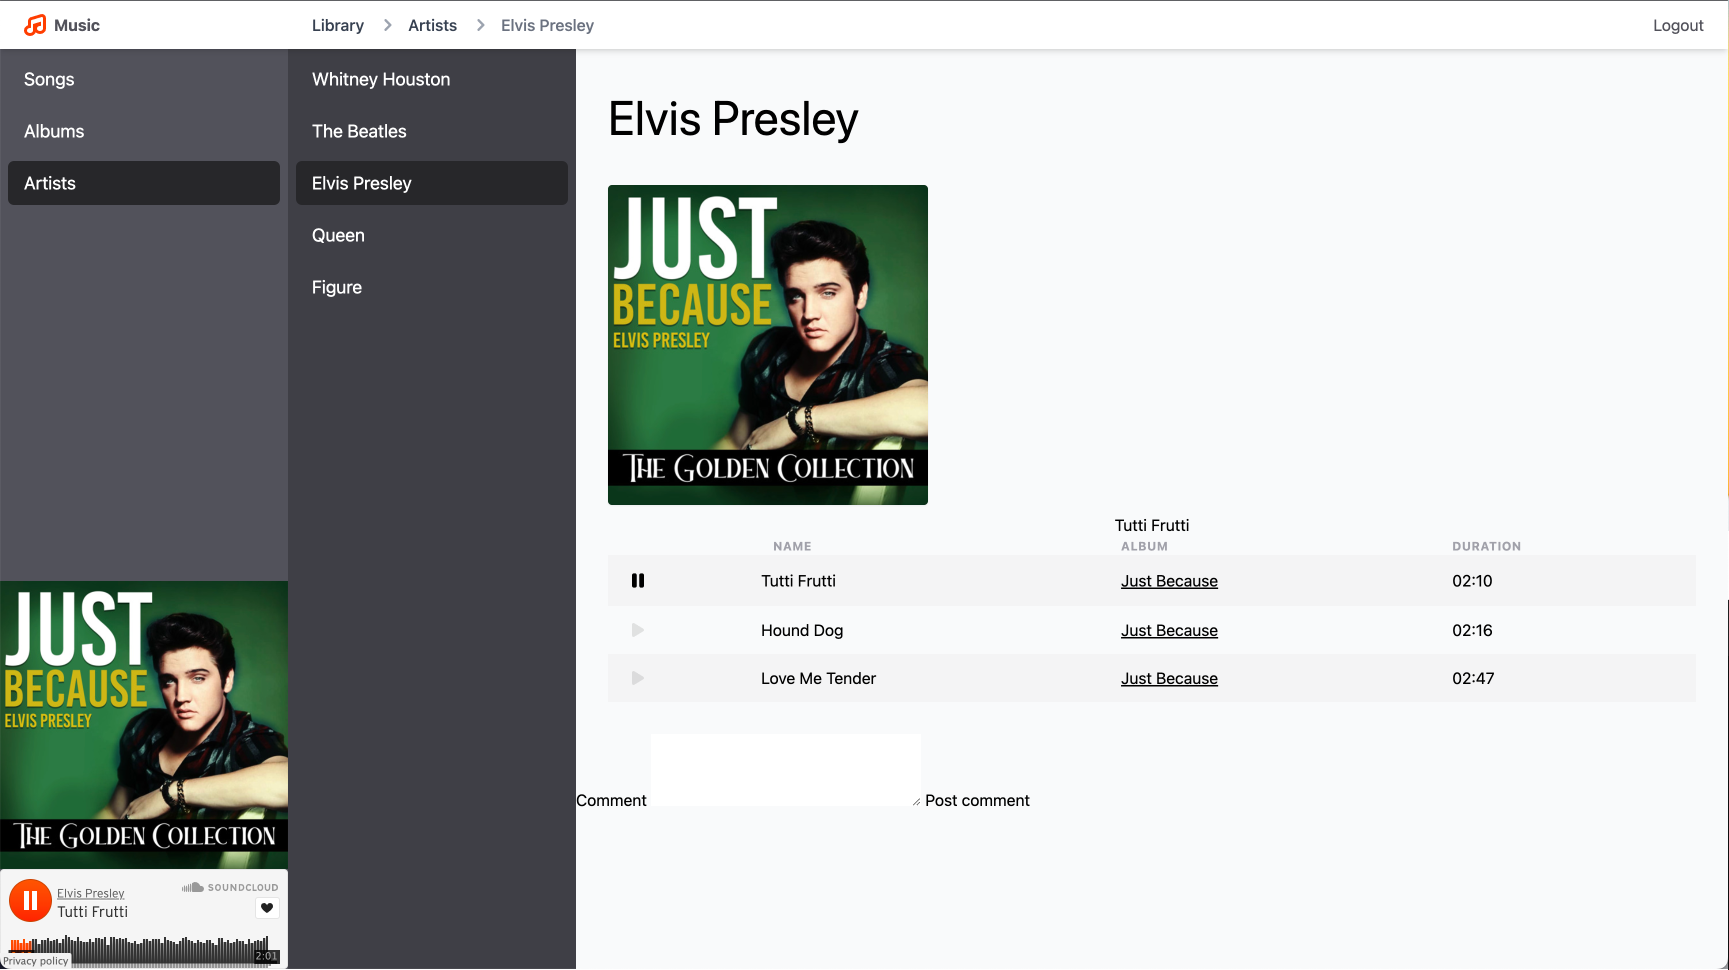 Music
Library Artists Elvis Presley
Logout
Songs
Albums
Artists
Whitney Houston
The Beatles
Elvis Presley
Queen
Figure
Elvis Presley
JUST
BECAUSE
ELVIS PRESLEY
THE GOLDEN COLLECTION
Tutti Frutti
NAME ALBUM DURATION
Tutti Frutti Just Because 02:10
Hound Dog Just Because 02:16
Love Me Tender Just Because 02:47
Comment Post comment
JUST
BECAUSE
ELVIS PRESLEY
THE GOLDEN COLLECTION
Elvis Presley
SOUNDCLOUD
Tutti Frutti
2:01
Privacy policy